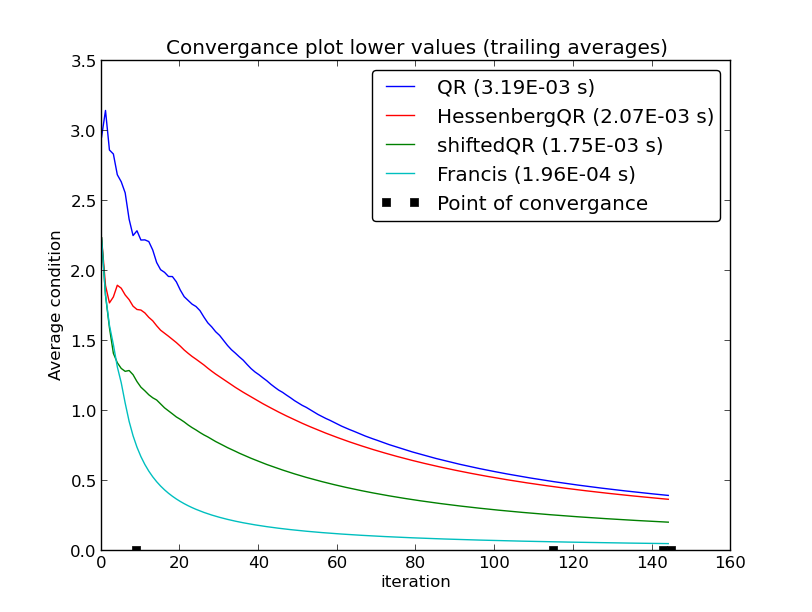 Convergance plot lower values (trailing averages)
3.5
3.0
2.5
2.0
1.5
1.0
0.5
0.0
Average condition
QR (3.19E-03 s)
HessenbergQR (2.07E-03 s)
shiftedQR (1.75E-03 s)
Francis (1.96E-04 s)
Point of convergance
0 20 40 60 80 100 120 140 160
iteration